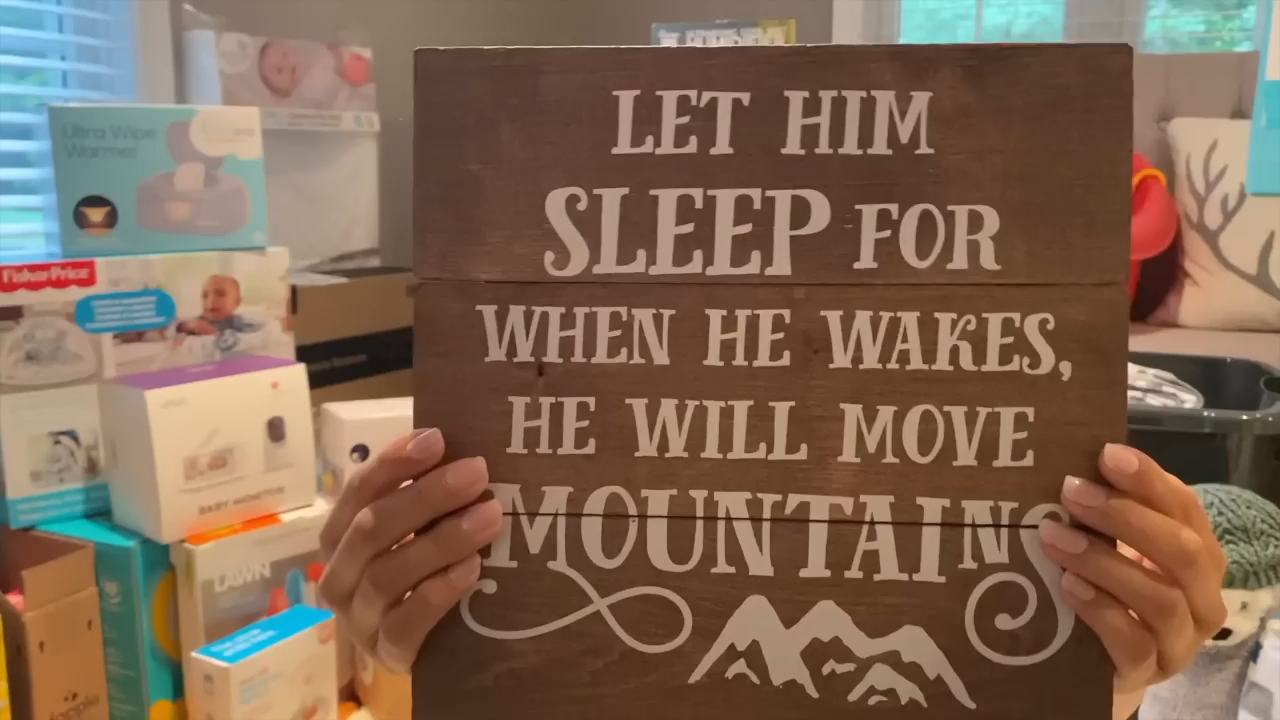 LET HIM
SLEEP FOR
WHEN HE WAKES,
HE WILL MOVE
MOUNTAINS
Ultra Wipe
Warmer
Fisher-Price
BABY MONITOR
LAWN